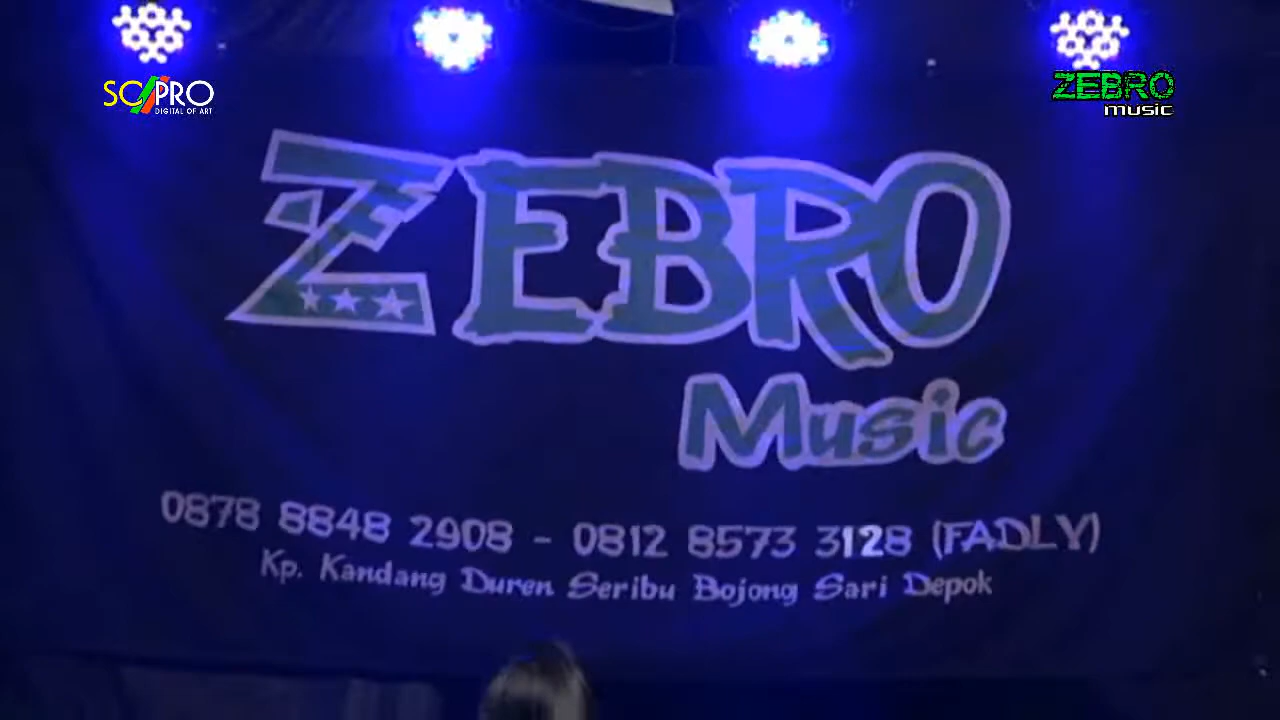 SC/PRO
DIGITAL OF ART
ZEBRO
music
ZEBRO
Music
0878 8848 2908 - 0812 8573 3128 (FADLY)
Kp. Kandang Duren Seribu Bojong Sari Depok